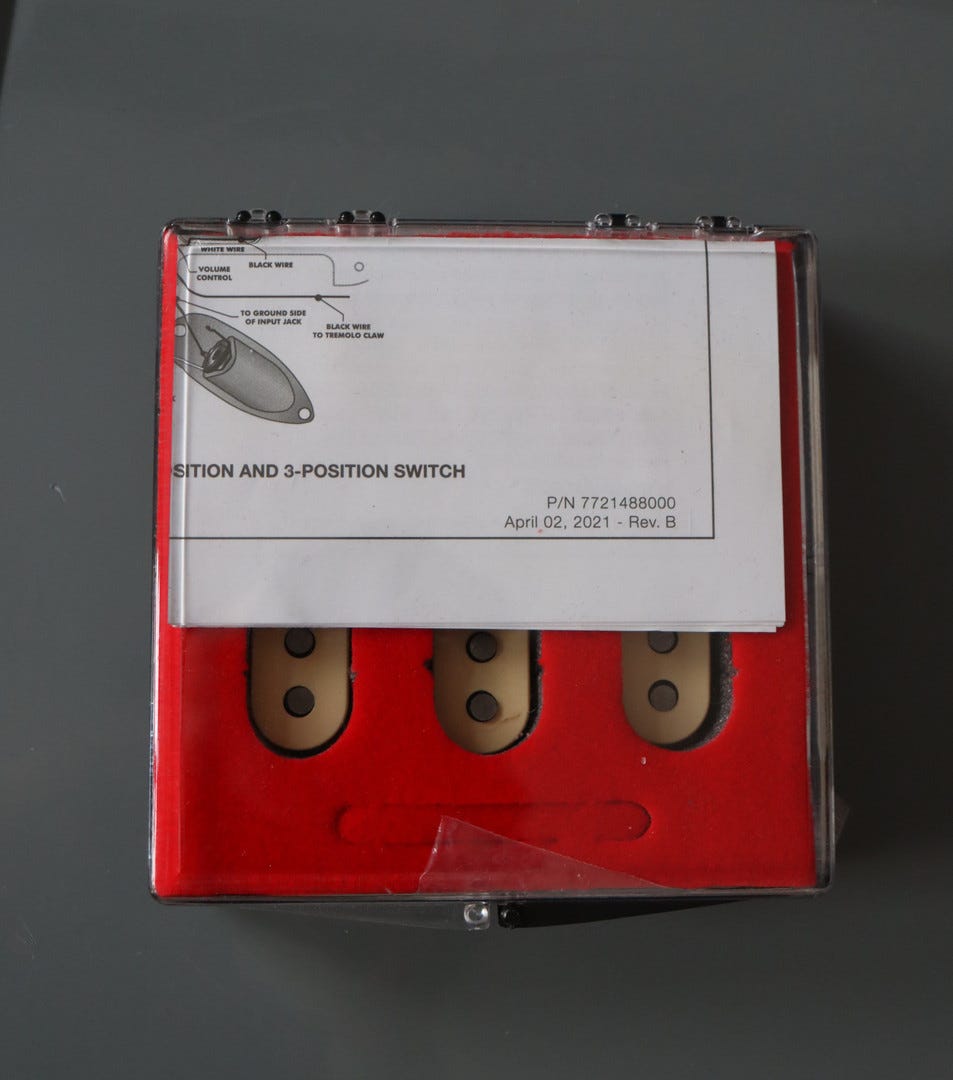 WHITE WIRE
BLACK WIRE
VOLUME
CONTROL
TO GROUND SIDE
OF INPUT JACK
BLACK WIRE
TO TREMOLO CLAW
OSITION AND 3-POSITION SWITCH
P/N 7721488000
April 02, 2021 - Rev. B